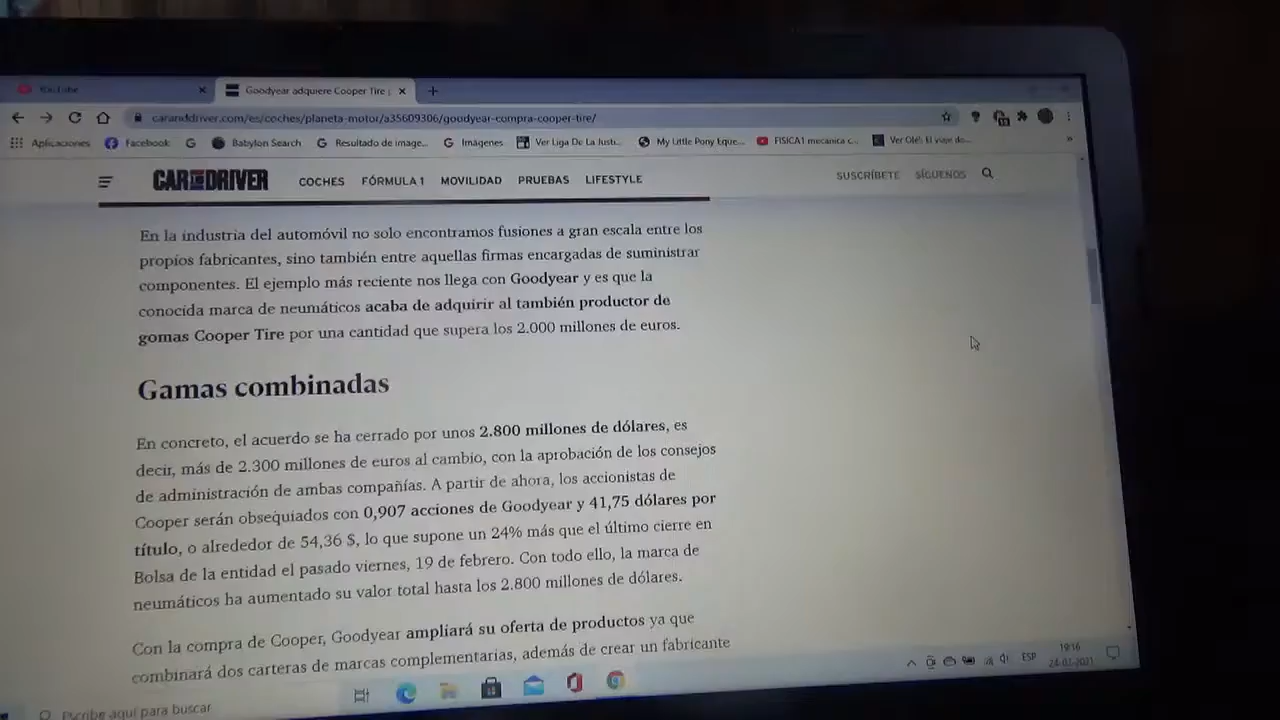 YouTube
Goodyear adquiere Cooper Tire
caranddriver.com/es/coches/planeta-motor/a35609306/goodyear-compra-cooper-tire/
Aplicaciones Facebook Babylon Search Resultado de image... Imágenes Ver Liga De La Justi... My Little Pony Eque... FISICA1 mecanica c... Ver Olé! El viaje de...
CAR AND DRIVER COCHES FÓRMULA 1 MOVILIDAD PRUEBAS LIFESTYLE SUSCRÍBETE SÍGUENOS
En la industria del automóvil no solo encontramos fusiones a gran escala entre los
propios fabricantes, sino también entre aquellas firmas encargadas de suministrar
componentes. El ejemplo más reciente nos llega con Goodyear y es que la
conocida marca de neumáticos acaba de adquirir al también productor de
gomas Cooper Tire por una cantidad que supera los 2.000 millones de euros.
Gamas combinadas
En concreto, el acuerdo se ha cerrado por unos 2.800 millones de dólares, es
decir, más de 2.300 millones de euros al cambio, con la aprobación de los consejos
de administración de ambas compañías. A partir de ahora, los accionistas de
Cooper serán obsequiados con 0,907 acciones de Goodyear y 41,75 dólares por
título, o alrededor de 54,36 $, lo que supone un 24% más que el último cierre en
Bolsa de la entidad el pasado viernes, 19 de febrero. Con todo ello, la marca de
neumáticos ha aumentado su valor total hasta los 2.800 millones de dólares.
Con la compra de Cooper, Goodyear ampliará su oferta de productos ya que
combinará dos carteras de marcas complementarias, además de crear un fabricante
ESP
19:16
24-02-2021
Escribe aquí para buscar